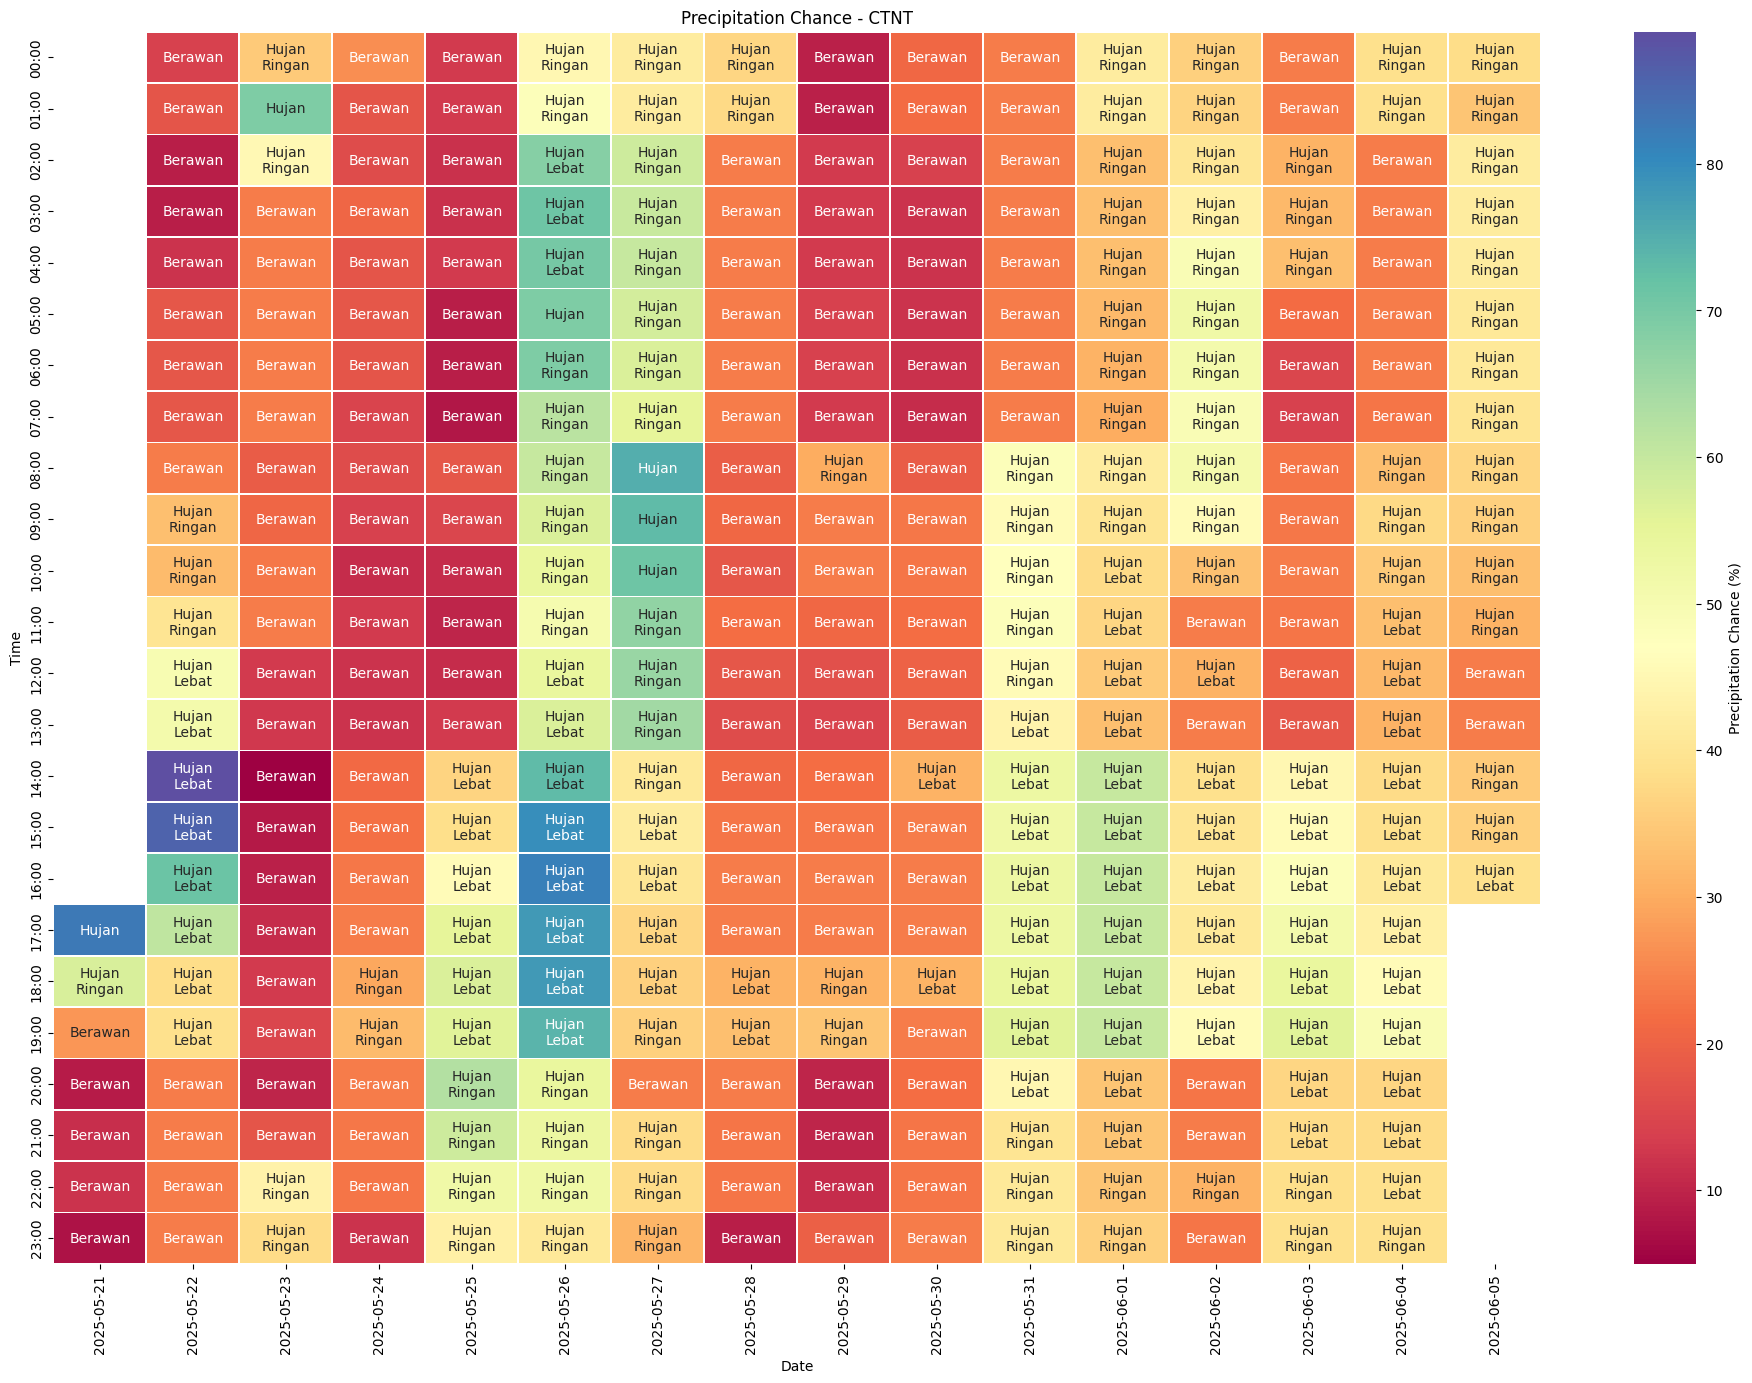 Precipitation Chance - CTNT
00:00 Berawan Hujan Ringan Berawan Berawan Hujan Ringan Hujan Ringan Hujan Ringan Berawan Berawan Berawan Hujan Ringan Hujan Ringan Berawan Hujan Ringan Hujan Ringan
01:00 Berawan Hujan Berawan Berawan Hujan Ringan Hujan Ringan Hujan Ringan Berawan Berawan Berawan Hujan Ringan Hujan Ringan Berawan Hujan Ringan Hujan Ringan
02:00 Berawan Hujan Ringan Berawan Berawan Hujan Lebat Hujan Ringan Berawan Berawan Berawan Berawan Hujan Ringan Hujan Ringan Hujan Ringan Berawan Hujan Ringan
03:00 Berawan Berawan Berawan Berawan Hujan Lebat Hujan Ringan Berawan Berawan Berawan Berawan Hujan Ringan Hujan Ringan Hujan Ringan Berawan Hujan Ringan
04:00 Berawan Berawan Berawan Berawan Hujan Lebat Hujan Ringan Berawan Berawan Berawan Berawan Hujan Ringan Hujan Ringan Hujan Ringan Berawan Hujan Ringan
05:00 Berawan Berawan Berawan Berawan Hujan Hujan Ringan Berawan Berawan Berawan Berawan Hujan Ringan Hujan Ringan Berawan Berawan Hujan Ringan
06:00 Berawan Berawan Berawan Berawan Hujan Ringan Hujan Ringan Berawan Berawan Berawan Berawan Hujan Ringan Hujan Ringan Berawan Berawan Hujan Ringan
07:00 Berawan Berawan Berawan Berawan Hujan Ringan Hujan Ringan Berawan Berawan Berawan Berawan Hujan Ringan Hujan Ringan Berawan Berawan Hujan Ringan
08:00 Berawan Berawan Berawan Berawan Hujan Ringan Hujan Berawan Hujan Ringan Berawan Hujan Ringan Hujan Ringan Hujan Ringan Berawan Hujan Ringan Hujan Ringan
09:00 Hujan Ringan Berawan Berawan Berawan Hujan Ringan Hujan Berawan Berawan Berawan Hujan Ringan Hujan Ringan Hujan Ringan Berawan Hujan Ringan Hujan Ringan
10:00 Hujan Ringan Berawan Berawan Berawan Hujan Ringan Hujan Berawan Berawan Berawan Hujan Ringan Hujan Lebat Hujan Ringan Berawan Hujan Ringan Hujan Ringan
11:00 Hujan Ringan Berawan Berawan Berawan Hujan Ringan Hujan Ringan Berawan Berawan Berawan Hujan Ringan Hujan Lebat Berawan Berawan Hujan Lebat Hujan Ringan
12:00 Hujan Lebat Berawan Berawan Berawan Hujan Lebat Hujan Ringan Berawan Berawan Berawan Hujan Ringan Hujan Lebat Hujan Lebat Berawan Hujan Lebat Berawan
13:00 Hujan Lebat Berawan Berawan Berawan Hujan Lebat Hujan Ringan Berawan Berawan Berawan Hujan Lebat Hujan Lebat Berawan Berawan Hujan Lebat Berawan
14:00 Hujan Lebat Berawan Berawan Hujan Lebat Hujan Lebat Hujan Ringan Berawan Berawan Hujan Lebat Hujan Lebat Hujan Lebat Hujan Lebat Hujan Lebat Hujan Lebat Hujan Ringan
15:00 Hujan Lebat Berawan Berawan Hujan Lebat Hujan Lebat Hujan Lebat Berawan Berawan Berawan Hujan Lebat Hujan Lebat Hujan Lebat Hujan Lebat Hujan Lebat Hujan Ringan
16:00 Hujan Lebat Berawan Berawan Hujan Lebat Hujan Lebat Hujan Lebat Berawan Berawan Berawan Hujan Lebat Hujan Lebat Hujan Lebat Hujan Lebat Hujan Lebat Hujan Lebat
17:00 Hujan Hujan Lebat Berawan Berawan Hujan Lebat Hujan Lebat Hujan Lebat Berawan Berawan Berawan Hujan Lebat Hujan Lebat Hujan Lebat Hujan Lebat Hujan Lebat
18:00 Hujan Ringan Hujan Lebat Berawan Hujan Ringan Hujan Lebat Hujan Lebat Hujan Lebat Hujan Lebat Hujan Ringan Hujan Lebat Hujan Lebat Hujan Lebat Hujan Lebat Hujan Lebat Hujan Lebat
19:00 Berawan Hujan Lebat Berawan Hujan Ringan Hujan Lebat Hujan Lebat Hujan Ringan Hujan Lebat Hujan Ringan Berawan Hujan Lebat Hujan Lebat Hujan Lebat Hujan Lebat Hujan Lebat
20:00 Berawan Berawan Berawan Berawan Hujan Ringan Hujan Ringan Berawan Berawan Berawan Berawan Hujan Lebat Hujan Lebat Berawan Hujan Lebat Hujan Lebat
21:00 Berawan Berawan Berawan Berawan Hujan Ringan Hujan Ringan Hujan Ringan Berawan Berawan Berawan Hujan Ringan Hujan Lebat Berawan Hujan Lebat Hujan Lebat
22:00 Berawan Berawan Hujan Ringan Berawan Hujan Ringan Hujan Ringan Hujan Ringan Berawan Berawan Berawan Hujan Ringan Hujan Ringan Hujan Ringan Hujan Ringan Hujan Lebat
23:00 Berawan Berawan Hujan Ringan Berawan Hujan Ringan Hujan Ringan Hujan Ringan Berawan Berawan Berawan Hujan Ringan Hujan Ringan Berawan Hujan Ringan Hujan Ringan
Time
2025-05-21 2025-05-22 2025-05-23 2025-05-24 2025-05-25 2025-05-26 2025-05-27 2025-05-28 2025-05-29 2025-05-30 2025-05-31 2025-06-01 2025-06-02 2025-06-03 2025-06-04 2025-06-05
Date
80
70
60
50
40
30
20
10
Precipitation Chance (%)